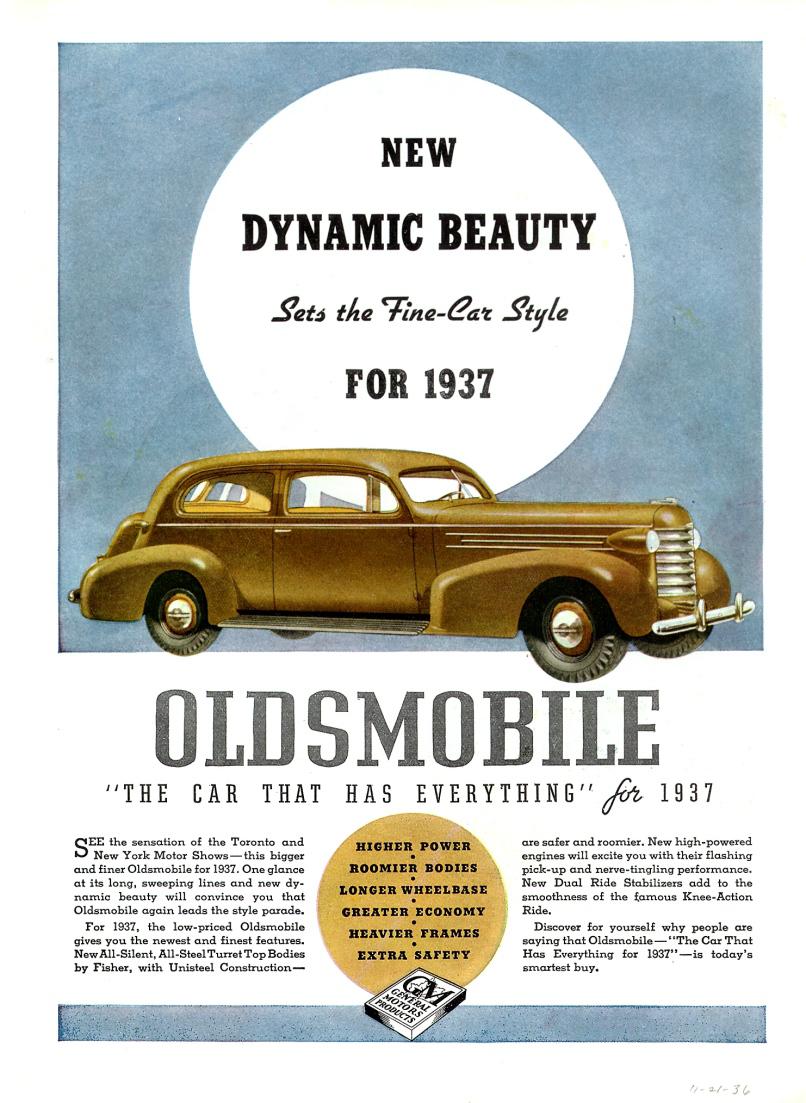 NEW
DYNAMIC BEAUTY
Sets the Fine-Car Style
FOR 1937
OLDSMOBILE
"THE CAR THAT HAS EVERYTHING" for 1937
SEE the sensation of the Toronto and
New York Motor Shows—this bigger
and finer Oldsmobile for 1937. One glance
at its long, sweeping lines and new dy-
namic beauty will convince you that
Oldsmobile again leads the style parade.
For 1937, the low-priced Oldsmobile
gives you the newest and finest features.
New All-Silent, All-Steel Turret Top Bodies
by Fisher, with Unisteel Construction—
HIGHER POWER
•
ROOMIER BODIES
•
LONGER WHEELBASE
•
GREATER ECONOMY
•
HEAVIER FRAMES
•
EXTRA SAFETY
GM
GENERAL
MOTORS
PRODUCTS
are safer and roomier. New high-powered
engines will excite you with their flashing
pick-up and nerve-tingling performance.
New Dual Ride Stabilizers add to the
smoothness of the famous Knee-Action
Ride.
Discover for yourself why people are
saying that Oldsmobile—"The Car That
Has Everything for 1937"—is today's
smartest buy.
11-21-36